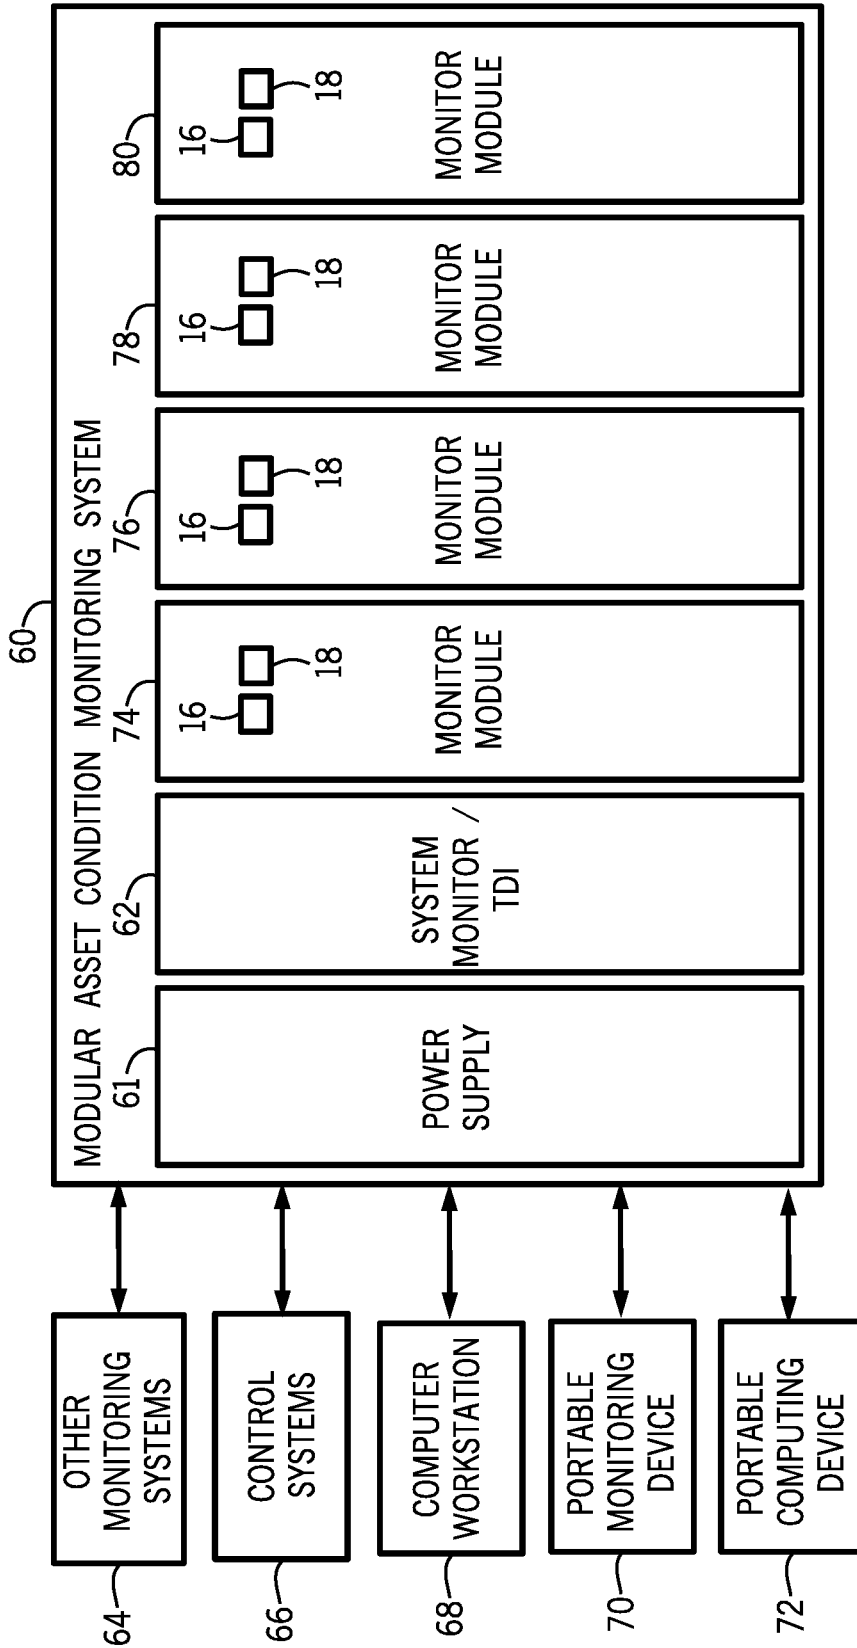 60
MODULAR ASSET CONDITION MONITORING SYSTEM
61
62
74
76
78
80
POWER
SUPPLY
SYSTEM
MONITOR /
TDI
16
18
MONITOR
MODULE
16
18
MONITOR
MODULE
16
18
MONITOR
MODULE
16
18
MONITOR
MODULE
OTHER
MONITORING
SYSTEMS
64
CONTROL
SYSTEMS
66
COMPUTER
WORKSTATION
68
PORTABLE
MONITORING
DEVICE
70
PORTABLE
COMPUTING
DEVICE
72